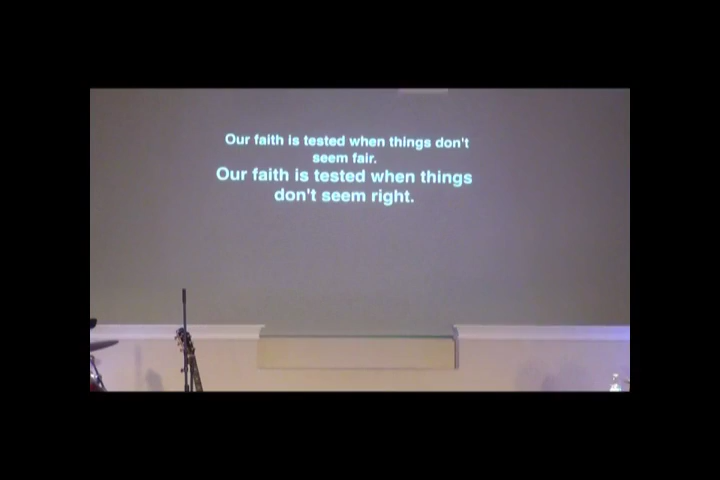 Our faith is tested when things don't
seem fair.
Our faith is tested when things
don't seem right.